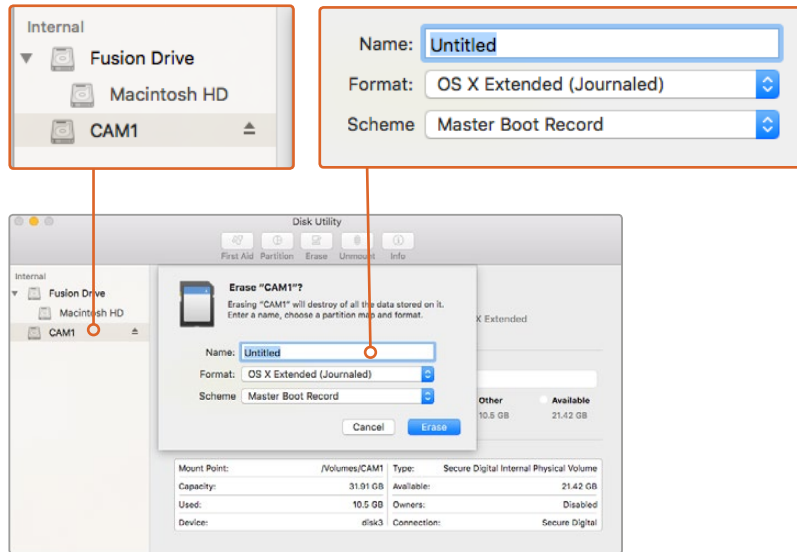 Internal
Fusion Drive
Macintosh HD
CAM1
Name: Untitled
Format: OS X Extended (Journaled)
Scheme Master Boot Record
Disk Utility
First Aid Partition Erase Unmount Info
Internal
Fusion Drive
Macintosh HD
CAM1
Erase "CAM1"?
Erasing "CAM1" will destroy of all the data stored on it.
Enter a name, choose a partition map and format.
X Extended
Name: Untitled
Format: OS X Extended (Journaled)
Scheme Master Boot Record
Other Available
10.5 GB 21.42 GB
Cancel Erase
Mount Point: /Volumes/CAM1 Type: Secure Digital Internal Physical Volume
Capacity: 31.91 GB Available: 21.42 GB
Used: 10.5 GB Owners: Disabled
Device: disk3 Connection: Secure Digital